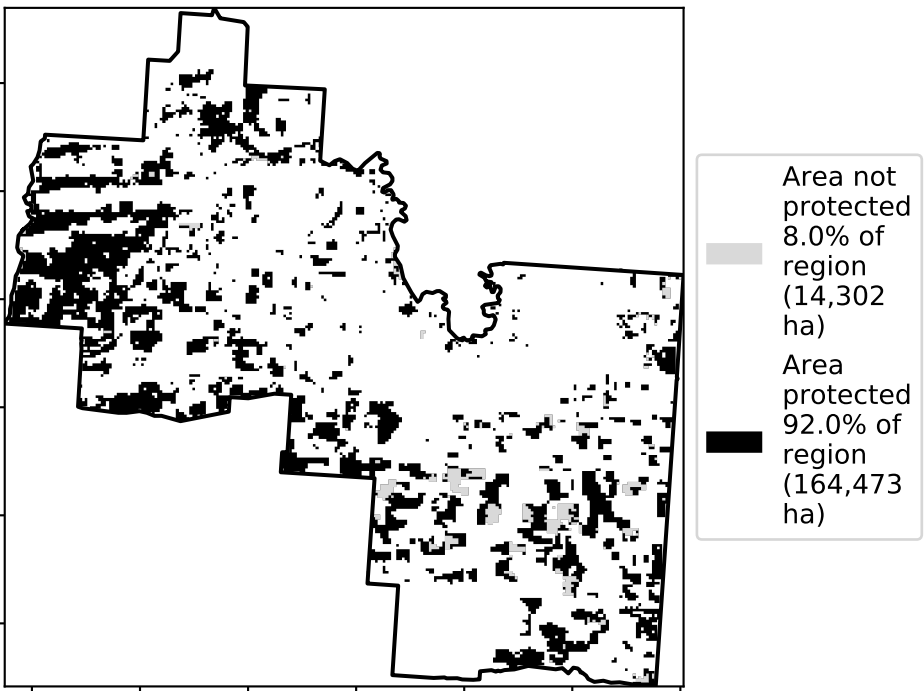 Area not
protected
8.0% of
region
(14,302
ha)
Area
protected
92.0% of
region
(164,473
ha)